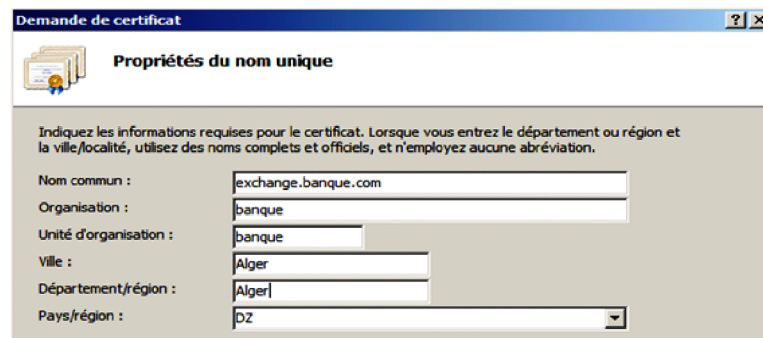 Demande de certificat
Propriétés du nom unique
Indiquez les informations requises pour le certificat. Lorsque vous entrez le département ou région et
la ville/localité, utilisez des noms complets et officiels, et n'employez aucune abréviation.
Nom commun : exchange.banque.com
Organisation : banque
Unité d'organisation : banque
Ville : Alger
Département/région : Alger
Pays/région : DZ